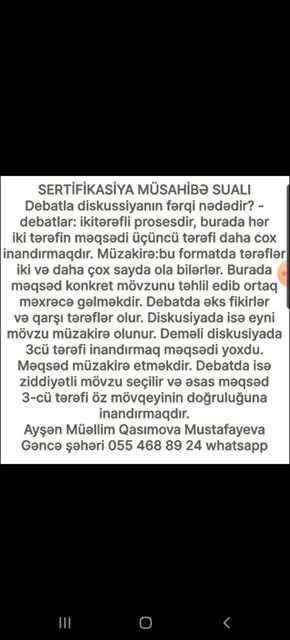 SERTİFİKASİYA MÜSAHİBƏ SUALI
Debatla diskussiyanın fərqi nədədir? -
debatlar: ikitərəfli prosesdir, burada hər
iki tərəfin məqsədi üçüncü tərəfi daha cox
inandırmaqdır. Müzakirə:bu formatda tərəflər
iki və daha çox sayda ola bilərlər. Burada
məqsəd konkret mövzunu təhlil edib ortaq
məxrəcə gəlməkdir. Debatda əks fikirlər
və qarşı tərəflər olur. Diskusiyada isə eyni
mövzu müzakirə olunur. Deməli diskusiyada
3cü tərəfi inandırmaq məqsədi yoxdu.
Məqsəd müzakirə etməkdir. Debatda isə
ziddiyətli mövzu seçilir və əsas məqsəd
3-cü tərəfi öz mövqeyinin doğruluğuna
inandırmaqdır.
Ayşən Müəllim Qasımova Mustafayeva
Gəncə şəhəri 055 468 89 24 whatsapp